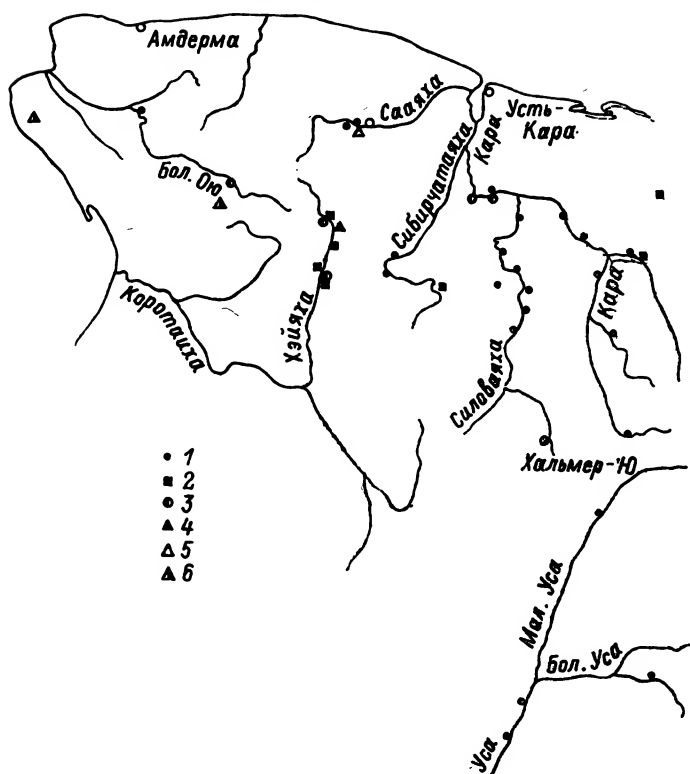 Амдерма
Сааяха
Кара
Усть-
Кара
Бол. Ою
Сибирчатаяха
Хэйяха
Коротаиха
Кара
Силоваяха
1
2
3
4
5
6
Хальмер-Ю
Мал. Уса
Бол. Уса
Уса